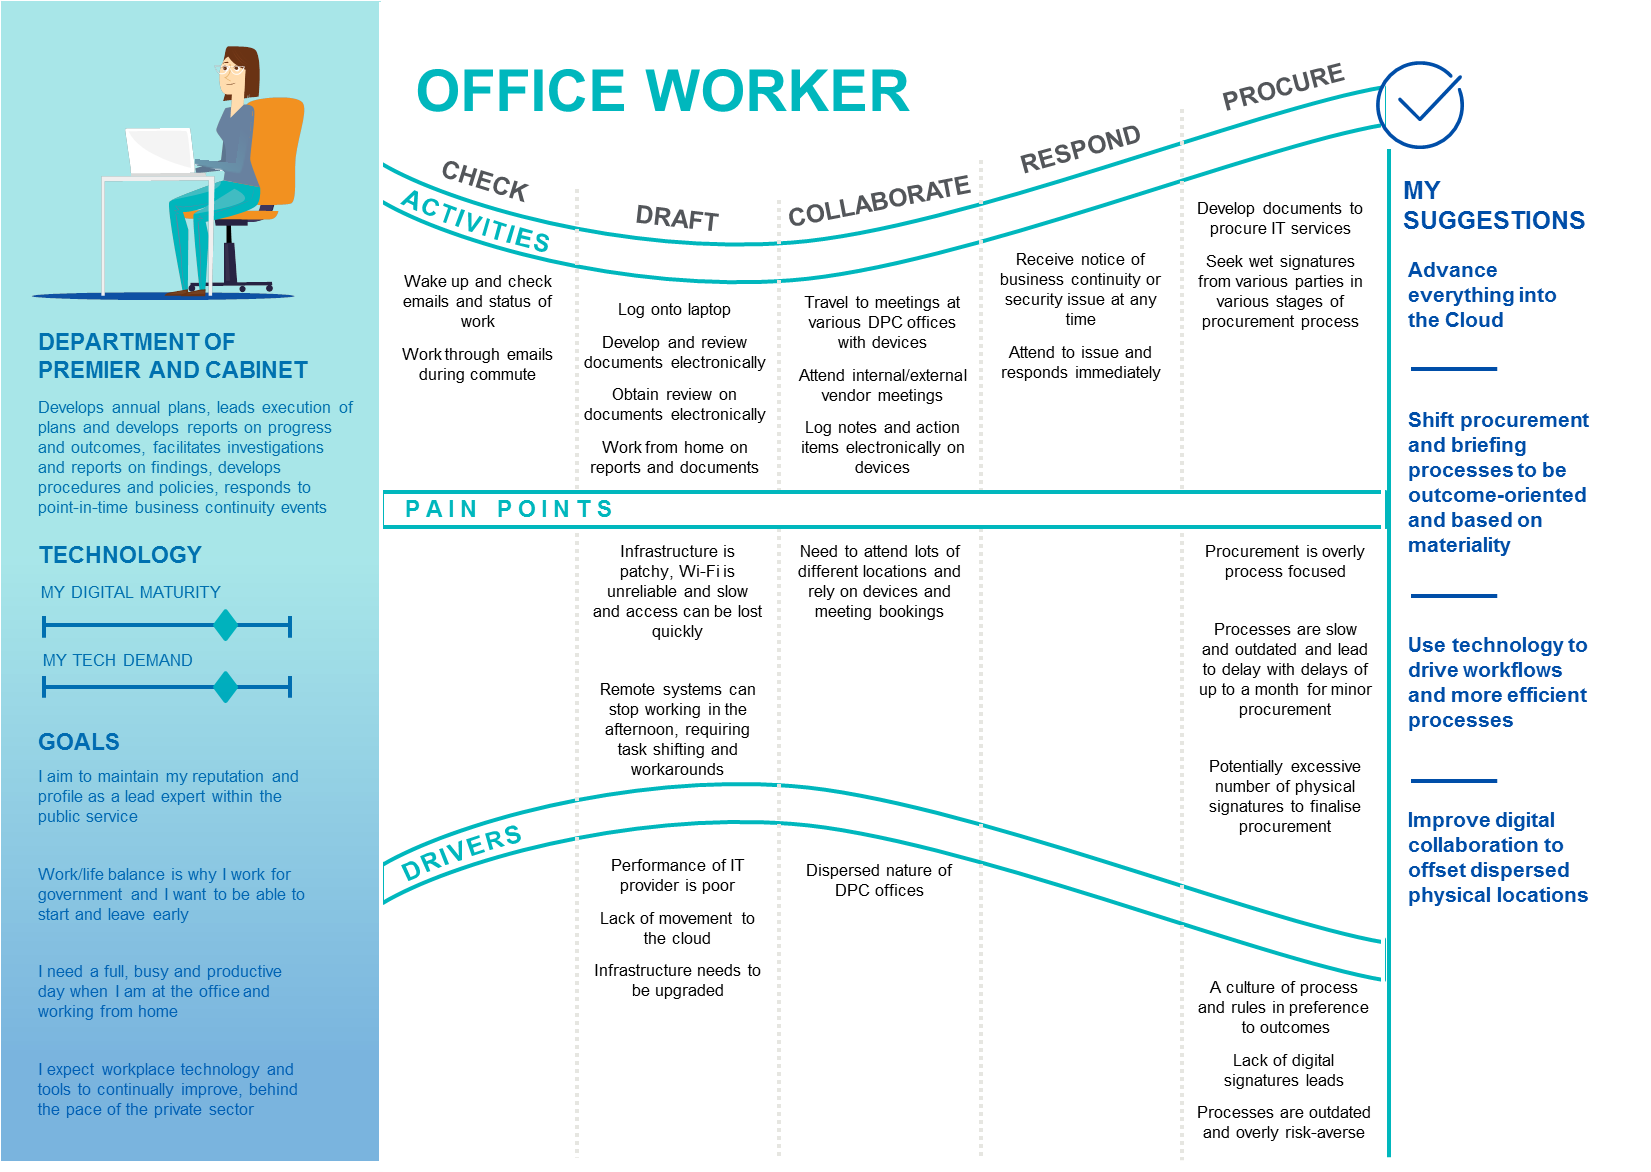 OFFICE WORKER
DEPARTMENT OF
PREMIER AND CABINET
Develops annual plans, leads execution of
plans and develops reports on progress
and outcomes, facilitates investigations
and reports on findings, develops
procedures and policies, responds to
point-in-time business continuity events
TECHNOLOGY
MY DIGITAL MATURITY
MY TECH DEMAND
GOALS
I aim to maintain my reputation and
profile as a lead expert within the
public service
Work/life balance is why I work for
government and I want to be able to
start and leave early
I need a full, busy and productive
day when I am at the office and
working from home
I expect workplace technology and
tools to continually improve, behind
the pace of the private sector
ACTIVITIES
CHECK
Wake up and check
emails and status of
work
Work through emails
during commute
DRAFT
Log onto laptop
Develop and review
documents electronically
Obtain review on
documents electronically
Work from home on
reports and documents
COLLABORATE
Travel to meetings at
various DPC offices
with devices
Attend internal/external
vendor meetings
Log notes and action
items electronically on
devices
RESPOND
Receive notice of
business continuity or
security issue at any
time
Attend to issue and
responds immediately
PROCURE
Develop documents to
procure IT services
Seek wet signatures
from various parties in
various stages of
procurement process
PAIN POINTS
Infrastructure is
patchy, Wi-Fi is
unreliable and slow
and access can be lost
quickly
Remote systems can
stop working in the
afternoon, requiring
task shifting and
workarounds
Need to attend lots of
different locations and
rely on devices and
meeting bookings
Procurement is overly
process focused
Processes are slow
and outdated and lead
to delay with delays of
up to a month for minor
procurement
Potentially excessive
number of physical
signatures to finalise
procurement
DRIVERS
Performance of IT
provider is poor
Lack of movement to
the cloud
Infrastructure needs to
be upgraded
Dispersed nature of
DPC offices
A culture of process
and rules in preference
to outcomes
Lack of digital
signatures leads
Processes are outdated
and overly risk-averse
MY
SUGGESTIONS
Advance
everything into
the Cloud
Shift procurement
and briefing
processes to be
outcome-oriented
and based on
materiality
Use technology to
drive workflows
and more efficient
processes
Improve digital
collaboration to
offset dispersed
physical locations